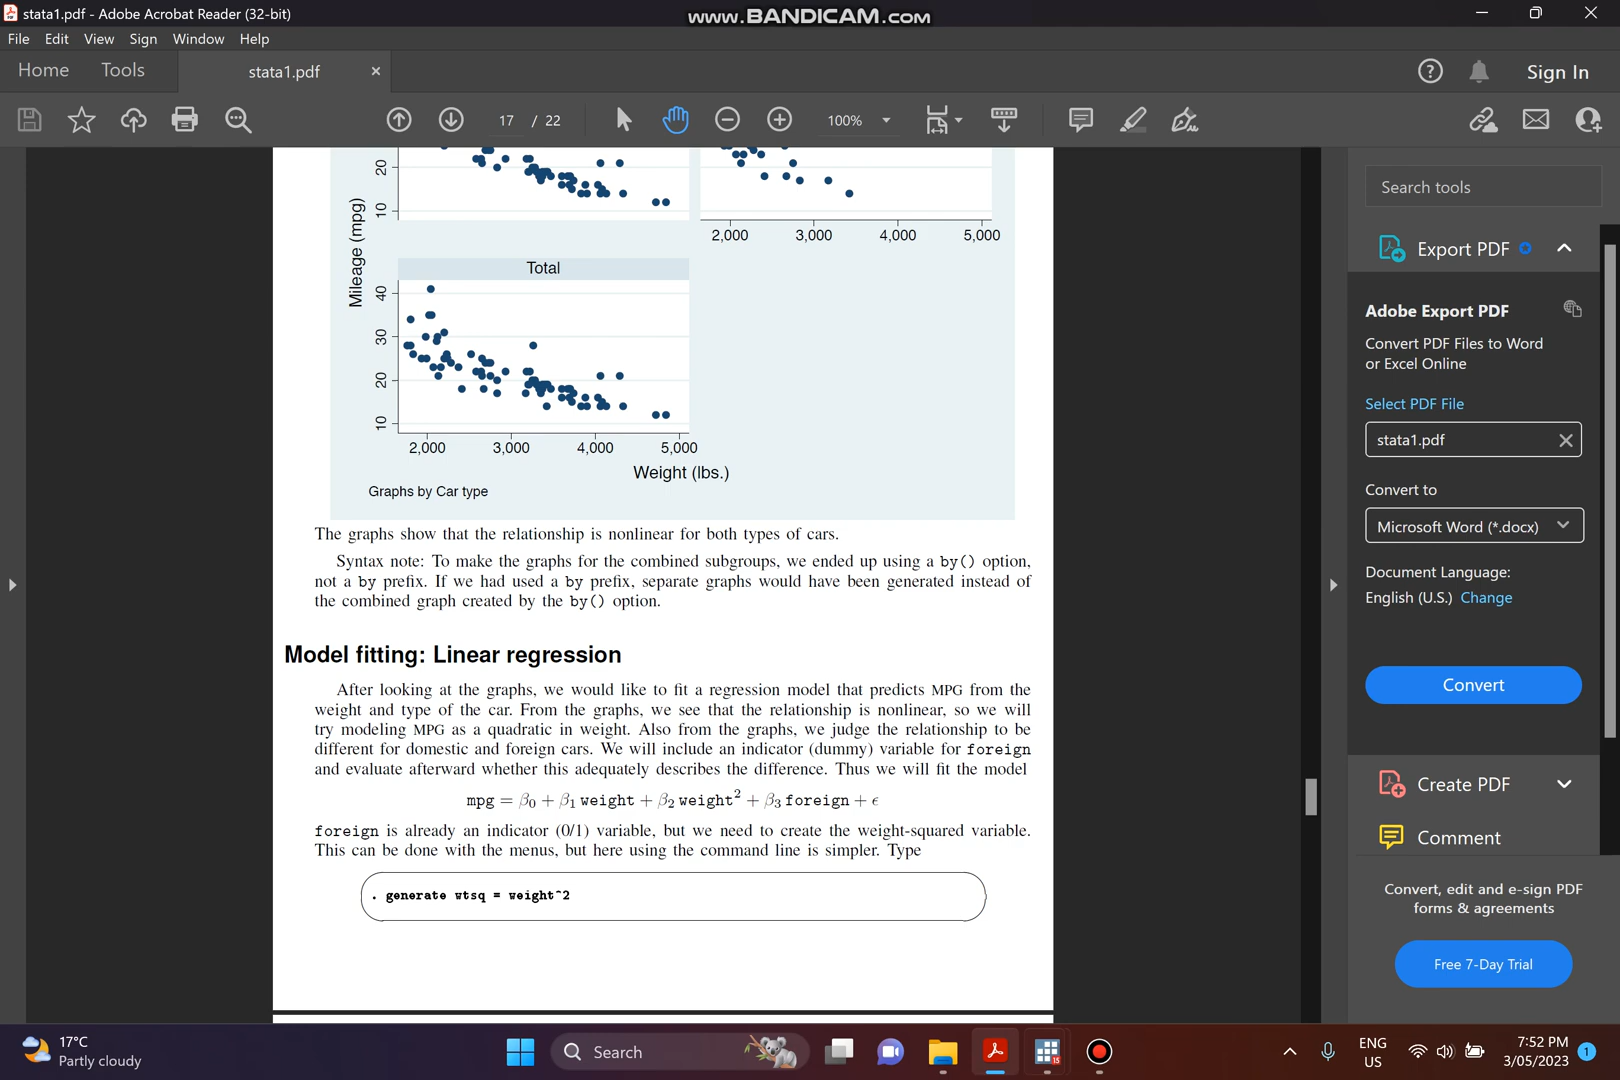 stata1.pdf - Adobe Acrobat Reader (32-bit)
www.BANDICAM.com
File Edit View Sign Window Help
Home Tools stata1.pdf
Sign In
17 / 22
100%
20
10
Mileage (mpg)
2,000 3,000 4,000 5,000
Total
40
30
20
10
2,000 3,000 4,000 5,000
Weight (lbs.)
Graphs by Car type
The graphs show that the relationship is nonlinear for both types of cars.
Syntax note: To make the graphs for the combined subgroups, we ended up using a by() option,
not a by prefix. If we had used a by prefix, separate graphs would have been generated instead of
the combined graph created by the by() option.
Model fitting: Linear regression
After looking at the graphs, we would like to fit a regression model that predicts MPG from the
weight and type of the car. From the graphs, we see that the relationship is nonlinear, so we will
try modeling MPG as a quadratic in weight. Also from the graphs, we judge the relationship to be
different for domestic and foreign cars. We will include an indicator (dummy) variable for foreign
and evaluate afterward whether this adequately describes the difference. Thus we will fit the model
mpg = β0 + β1 weight + β2 weight² + β3 foreign + ϵ
foreign is already an indicator (0/1) variable, but we need to create the weight-squared variable.
This can be done with the menus, but here using the command line is simpler. Type
. generate wtsq = weight^2
Search tools
Export PDF
Adobe Export PDF
Convert PDF Files to Word
or Excel Online
Select PDF File
stata1.pdf
Convert to
Microsoft Word (*.docx)
Document Language:
English (U.S.) Change
Convert
Create PDF
Comment
Convert, edit and e-sign PDF
forms & agreements
Free 7-Day Trial
17°C
Partly cloudy
Search
15
ENG
US
7:52 PM
3/05/2023
1